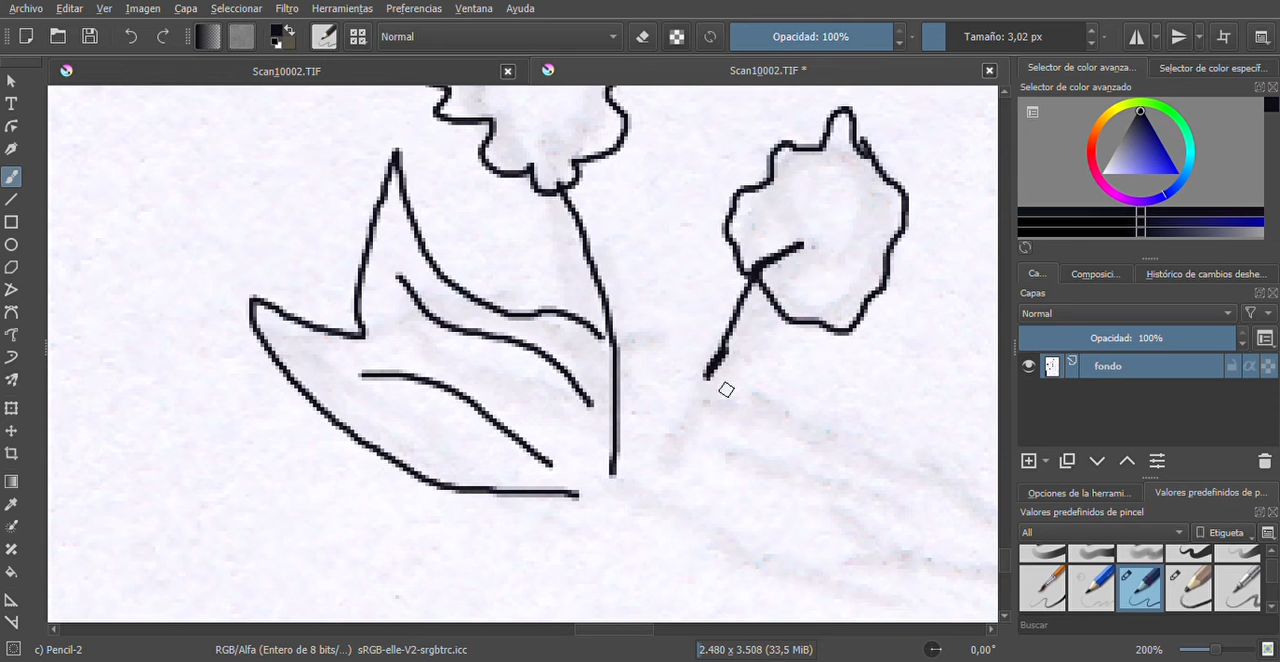 Archivo Editar Ver Imagen Capa Seleccionar Filtro Herramientas Preferencias Ventana Ayuda
Normal Opacidad: 100% Tamaño: 3,02 px
Scan10002.TIF Scan10002.TIF * Selector de color avanza... Selector de color específ...
Selector de color avanzado
Ca... Composici... Histórico de cambios deshe...
Capas
Normal
Opacidad: 100%
fondo
Opciones de la herrami... Valores predefinidos de p...
Valores predefinidos de pincel
All Etiqueta
Buscar
c) Pencil-2 RGB/Alfa (Entero de 8 bits/...) sRGB-elle-V2-srgbtrc.icc 2.480 x 3.508 (33,5 MiB) 0,00° 200%